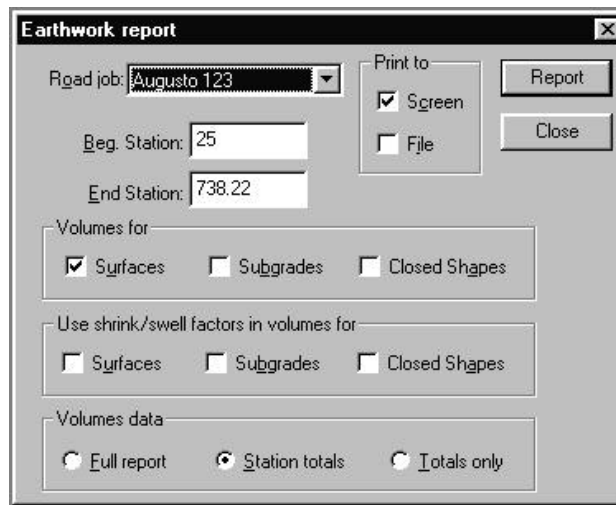 Earthwork report
Road job: Augusto 123
Print to
Screen
File
Report
Close
Beg. Station: 25
End Station: 738.22
Volumes for
Surfaces Subgrades Closed Shapes
Use shrink/swell factors in volumes for
Surfaces Subgrades Closed Shapes
Volumes data
Full report Station totals Totals only